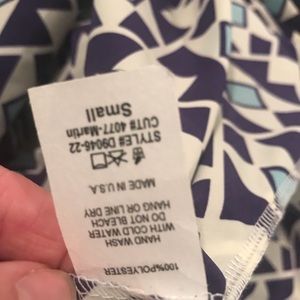 100%POLYESTER
HAND WASH
WITH COLD WATER
DO NOT BLEACH
HANG OR LINE DRY
MADE IN U.S.A.
CUT# 4077-Martin
STYLE# D9046-22
Small